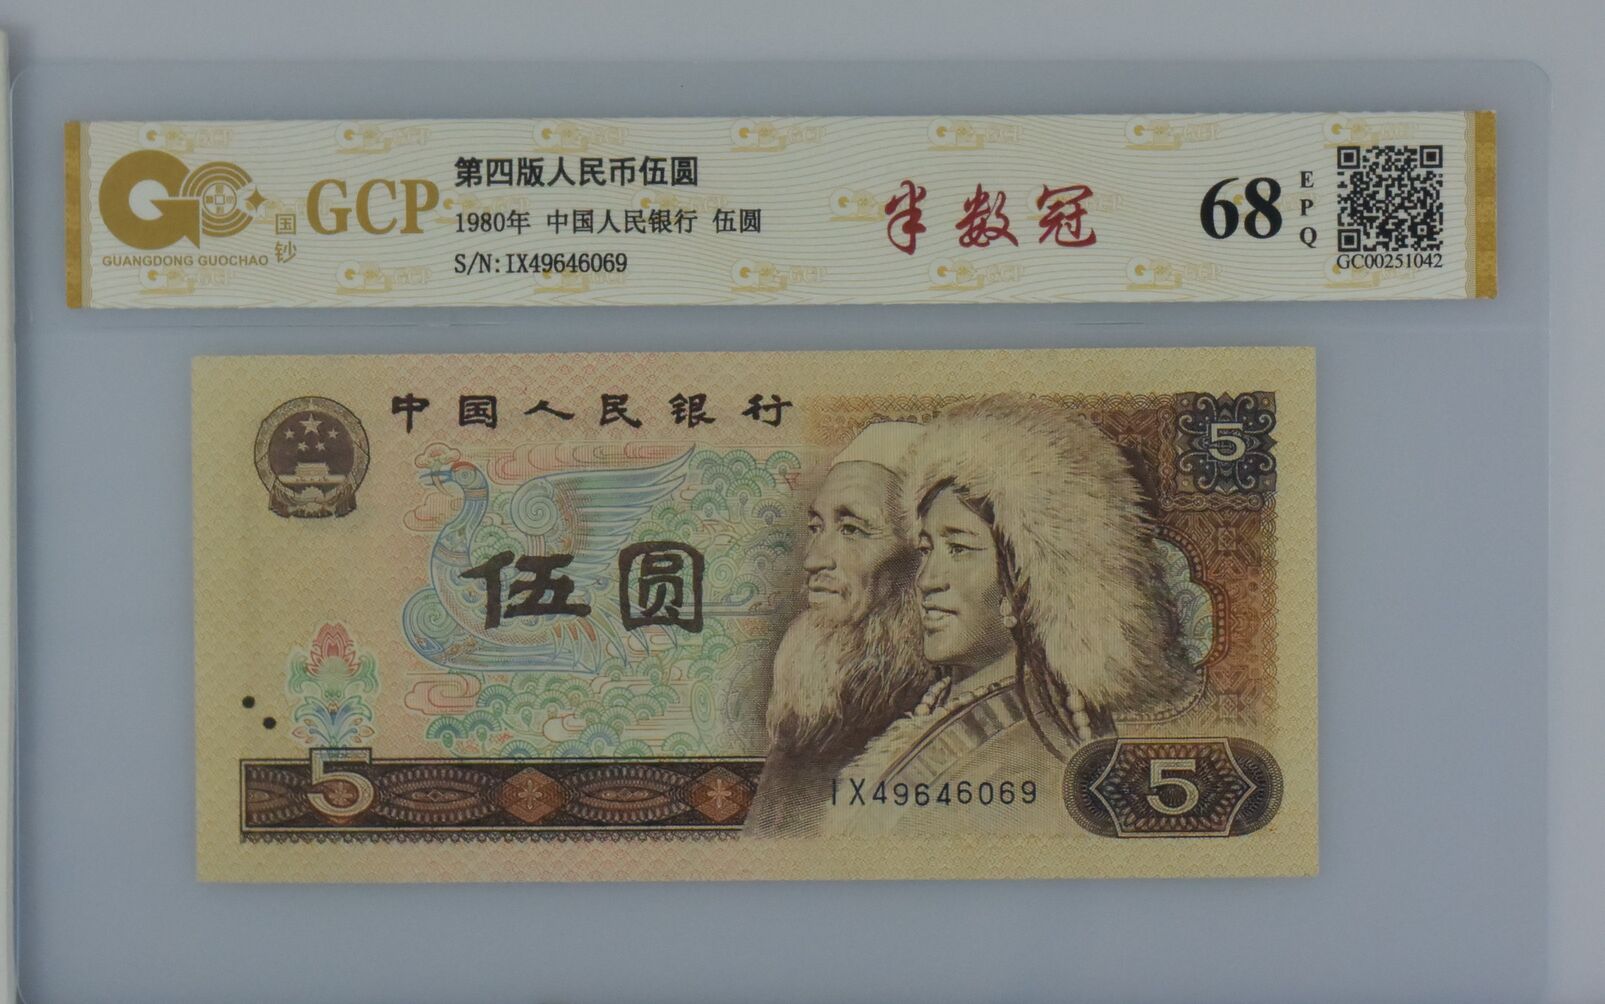 GCP
国钞
GUANGDONG GUOCHAO
第四版人民币伍圆
1980年 中国人民银行 伍圆
S/N:IX49646069
半数冠
68
EPQ
GC00251042
中国人民银行
5
伍圆
5
IX49646069
5